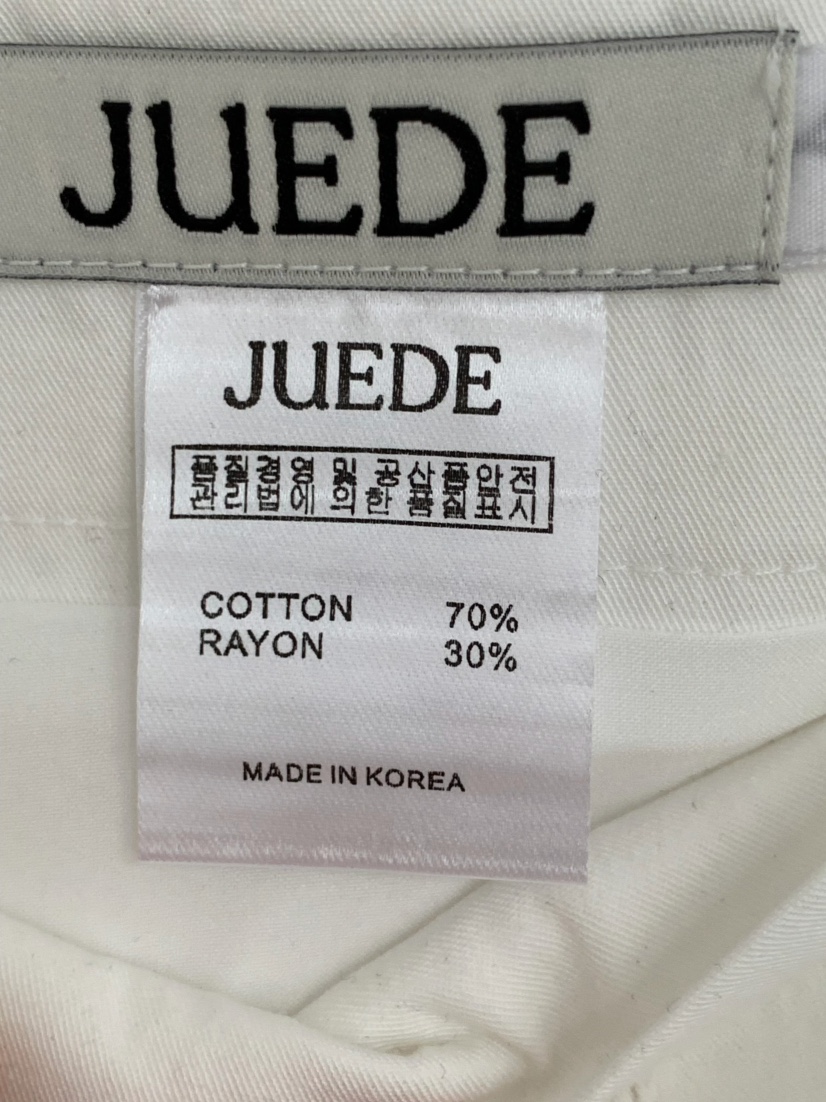 JUEDE
JUEDE
품질경영 및 공산품안전
관리법에 의한 품질표시
COTTON 70%
RAYON 30%
MADE IN KOREA